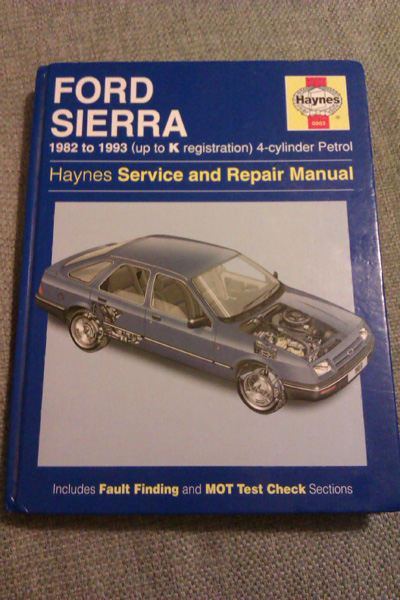 FORD
SIERRA
Haynes
1982 to 1993 (up to K registration) 4-cylinder Petrol
Haynes Service and Repair Manual
Includes Fault Finding and MOT Test Check Sections